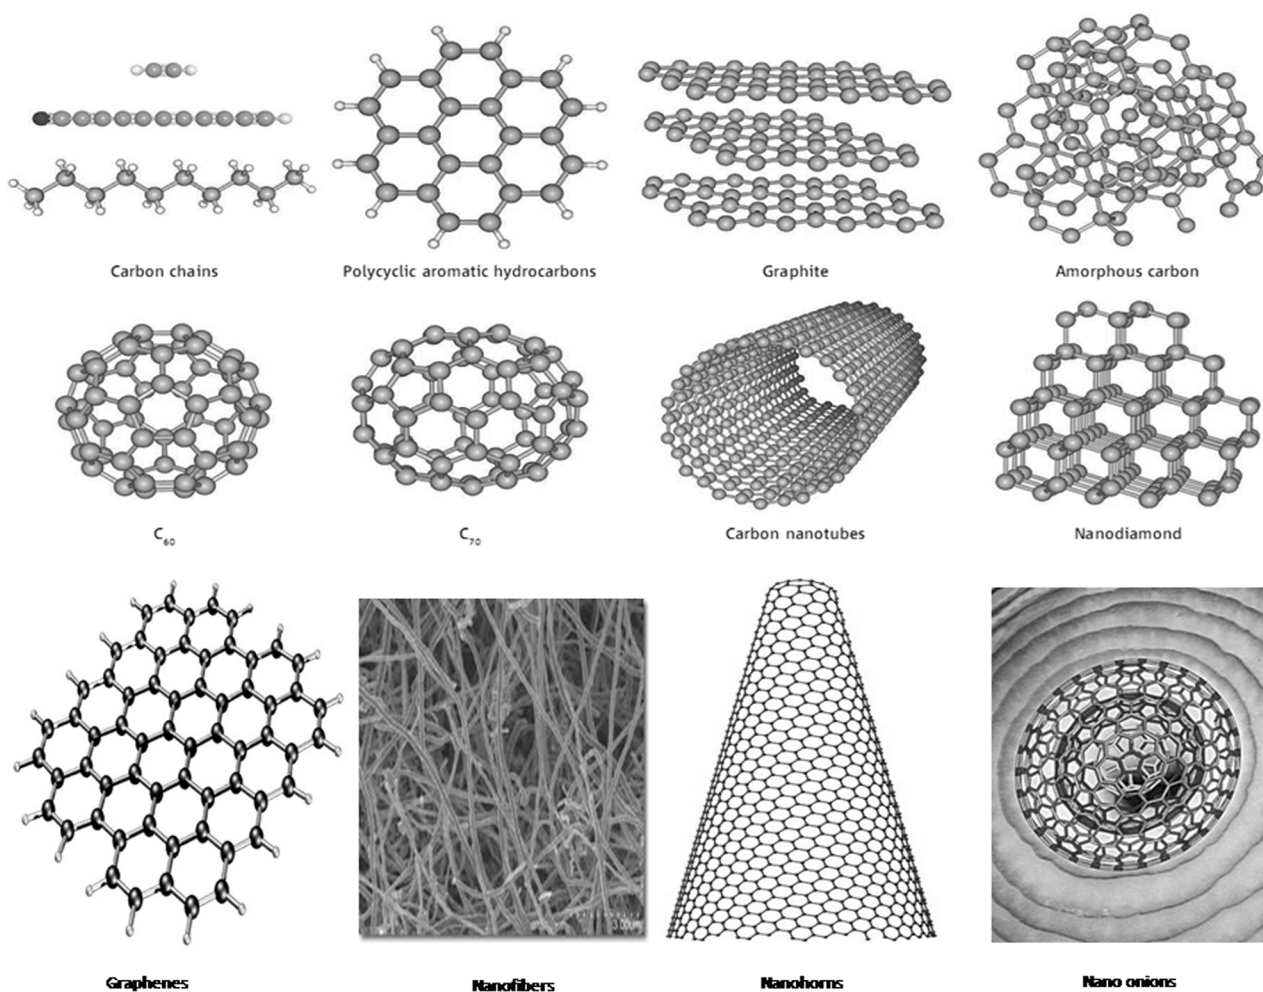 Carbon chains
Polycyclic aromatic hydrocarbons
Graphite
Amorphous carbon
C60
C70
Carbon nanotubes
Nanodiamond
Graphenes
Nanofibers
Nanohorns
Nano onions